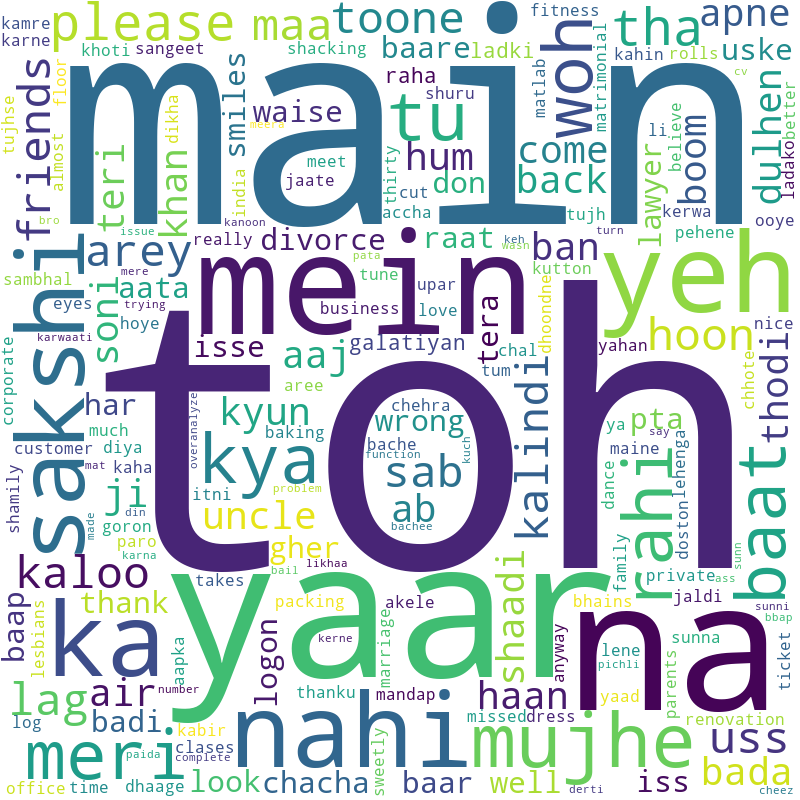 main
toh
yaar
mein
na
yeh
ka
nahi
sakshi
kya
meri
mujhe
tu
please
maa
toone
tha
apne
kamre
karne
khoti
sangeet
shacking
baare
ladki
uske
kahin
fitness
rolls
cv
woh
friends
floor
almost
tujhse
teri
khan
dikha
smiles
meera
waise
raha
shuru
matlab
matrimonial
li
believe
boom
dulhen
ladako
better
india
jaate
meet
thirty
hum
cut
accha
don
come
back
tujh
kerwa
lawyer
pehene
ooye
bro
issue
kanoon
keh
wasn
turn
arey
really
divorce
raat
ban
sambhal
mere
pata
tune
upar
kutton
eyes
aata
trying
soni
hoye
karwaati
business
love
tera
dhoondne
hoon
nice
isse
aaj
galatiyan
chal
tum
yahan
chhote
thodi
corporate
aree
har
kyun
chehra
wrong
kalindi
pta
ya
maine
say
much
diya
overanalyze
baking
bache
function
kuch
customer
mat
kaha
ji
itni
sab
dance
doston
lehenga
baat
shamily
goron
din
problem
ab
rahi
made
paro
karna
uncle
bachee
sunn
kaloo
gher
likhaa
family
private
ass
bail
takes
jaldi
sunni
bbap
baap
lesbians
thank
packing
akele
shaadi
bhains
logon
aapka
kerne
marriage
anyway
lene
sunna
pichli
ticket
lag
air
number
thanku
mandap
haan
parents
log
badi
kabir
missed
dress
yaad
renovation
uss
paida
clases
complete
sweetly
bada
office
time
dhaage
look
chacha
baar
well
derti
iss
cheez